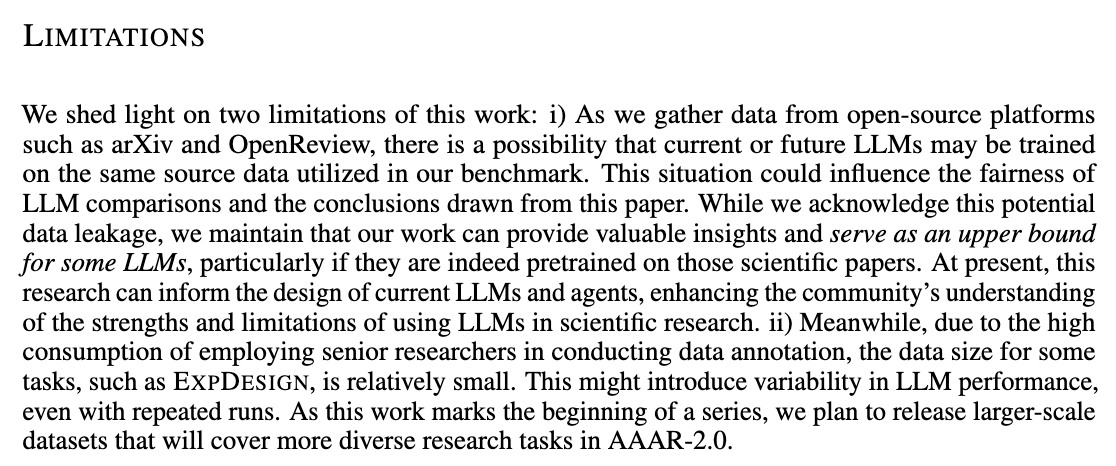 LIMITATIONS
We shed light on two limitations of this work: i) As we gather data from open-source platforms
such as arXiv and OpenReview, there is a possibility that current or future LLMs may be trained
on the same source data utilized in our benchmark. This situation could influence the fairness of
LLM comparisons and the conclusions drawn from this paper. While we acknowledge this potential
data leakage, we maintain that our work can provide valuable insights and serve as an upper bound
for some LLMs, particularly if they are indeed pretrained on those scientific papers. At present, this
research can inform the design of current LLMs and agents, enhancing the community’s understanding
of the strengths and limitations of using LLMs in scientific research. ii) Meanwhile, due to the high
consumption of employing senior researchers in conducting data annotation, the data size for some
tasks, such as EXPDESIGN, is relatively small. This might introduce variability in LLM performance,
even with repeated runs. As this work marks the beginning of a series, we plan to release larger-scale
datasets that will cover more diverse research tasks in AAAR-2.0.